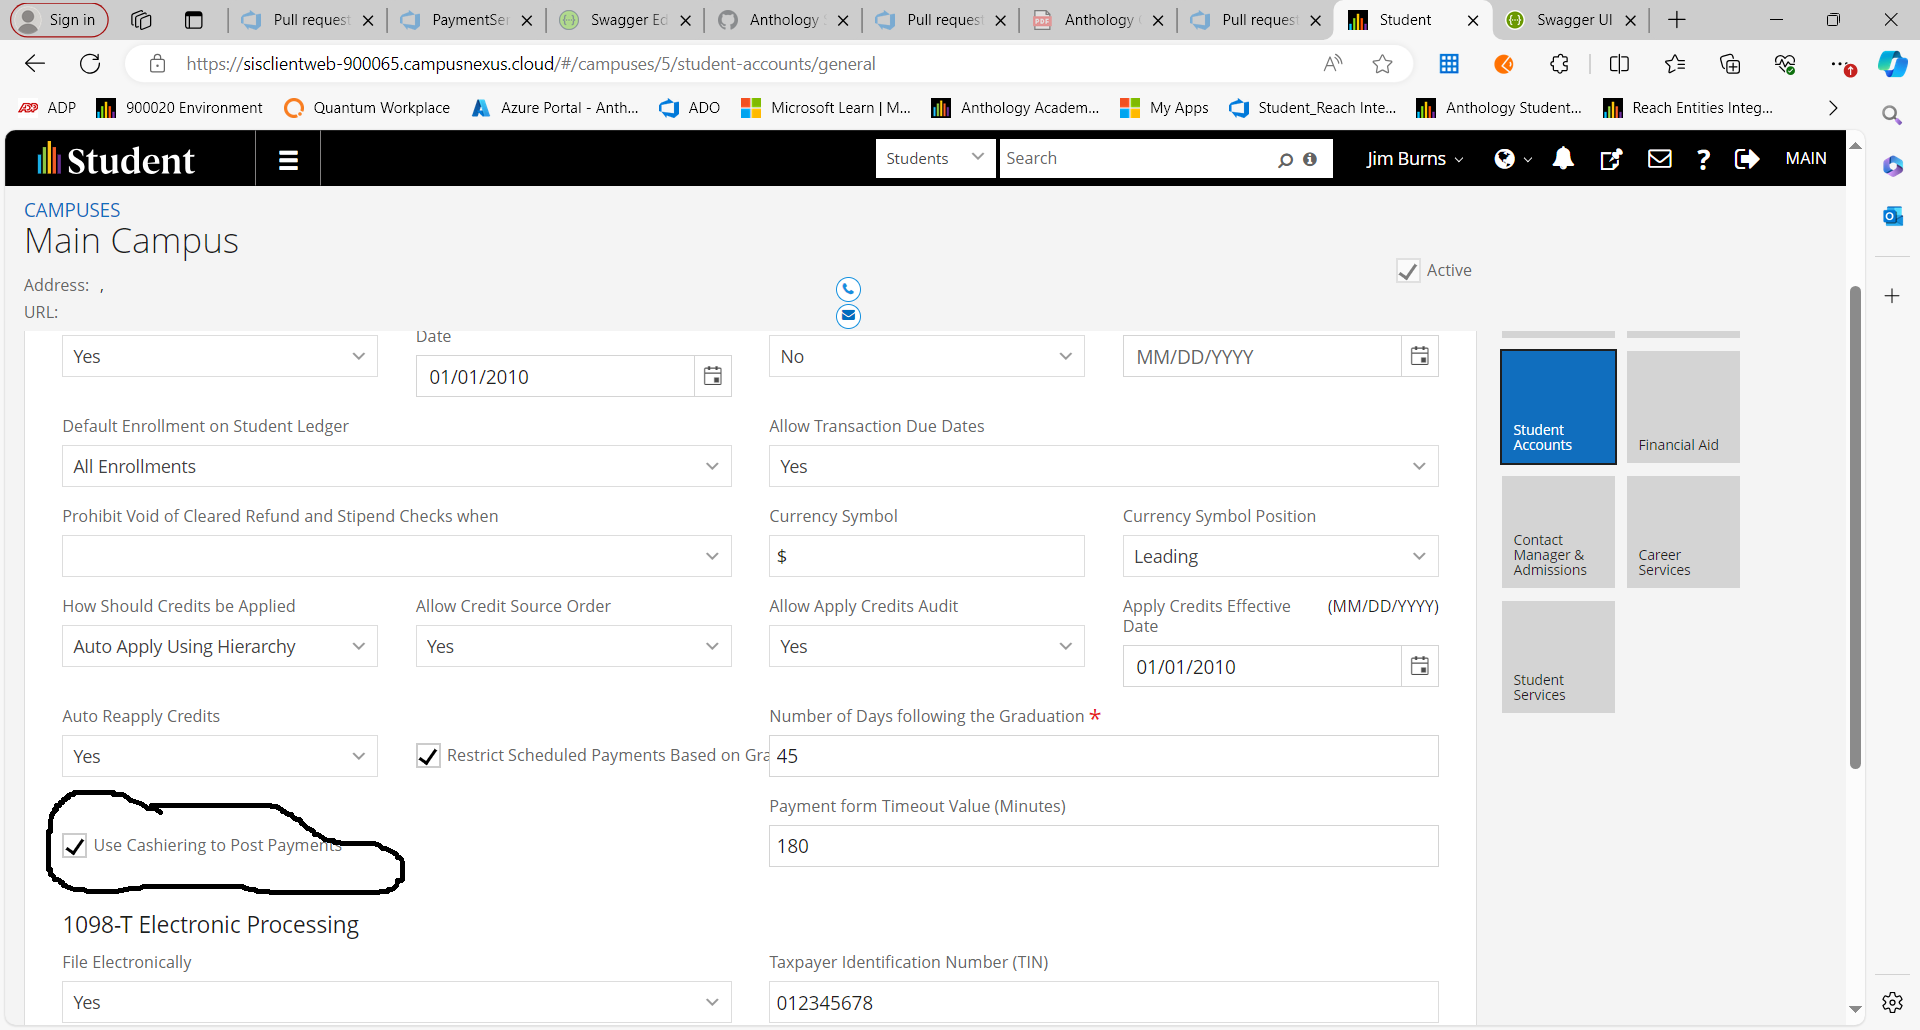 Sign in
Pull request
PaymentSer
Swagger Ed
Anthology
Pull request
Anthology
Pull request
Student
Swagger UI
https://sisclientweb-900065.campusnexus.cloud/#/campuses/5/student-accounts/general
ADP
900020 Environment
Quantum Workplace
Azure Portal - Anth...
ADO
Microsoft Learn | M...
Anthology Academ...
My Apps
Student_Reach Inte...
Anthology Student...
Reach Entities Integ...
Student
Students
Search
Jim Burns
MAIN
CAMPUSES
Main Campus
Address: ,
URL:
Active
Date
Yes
01/01/2010
No
MM/DD/YYYY
Default Enrollment on Student Ledger
Allow Transaction Due Dates
All Enrollments
Yes
Prohibit Void of Cleared Refund and Stipend Checks when
Currency Symbol
Currency Symbol Position
$
Leading
How Should Credits be Applied
Allow Credit Source Order
Allow Apply Credits Audit
Apply Credits Effective Date
(MM/DD/YYYY)
Auto Apply Using Hierarchy
Yes
Yes
01/01/2010
Auto Reapply Credits
Number of Days following the Graduation *
Yes
Restrict Scheduled Payments Based on Gra
45
Payment form Timeout Value (Minutes)
Use Cashiering to Post Payments
180
1098-T Electronic Processing
File Electronically
Taxpayer Identification Number (TIN)
Yes
012345678
Student
Accounts
Financial Aid
Contact
Manager &
Admissions
Career
Services
Student
Services